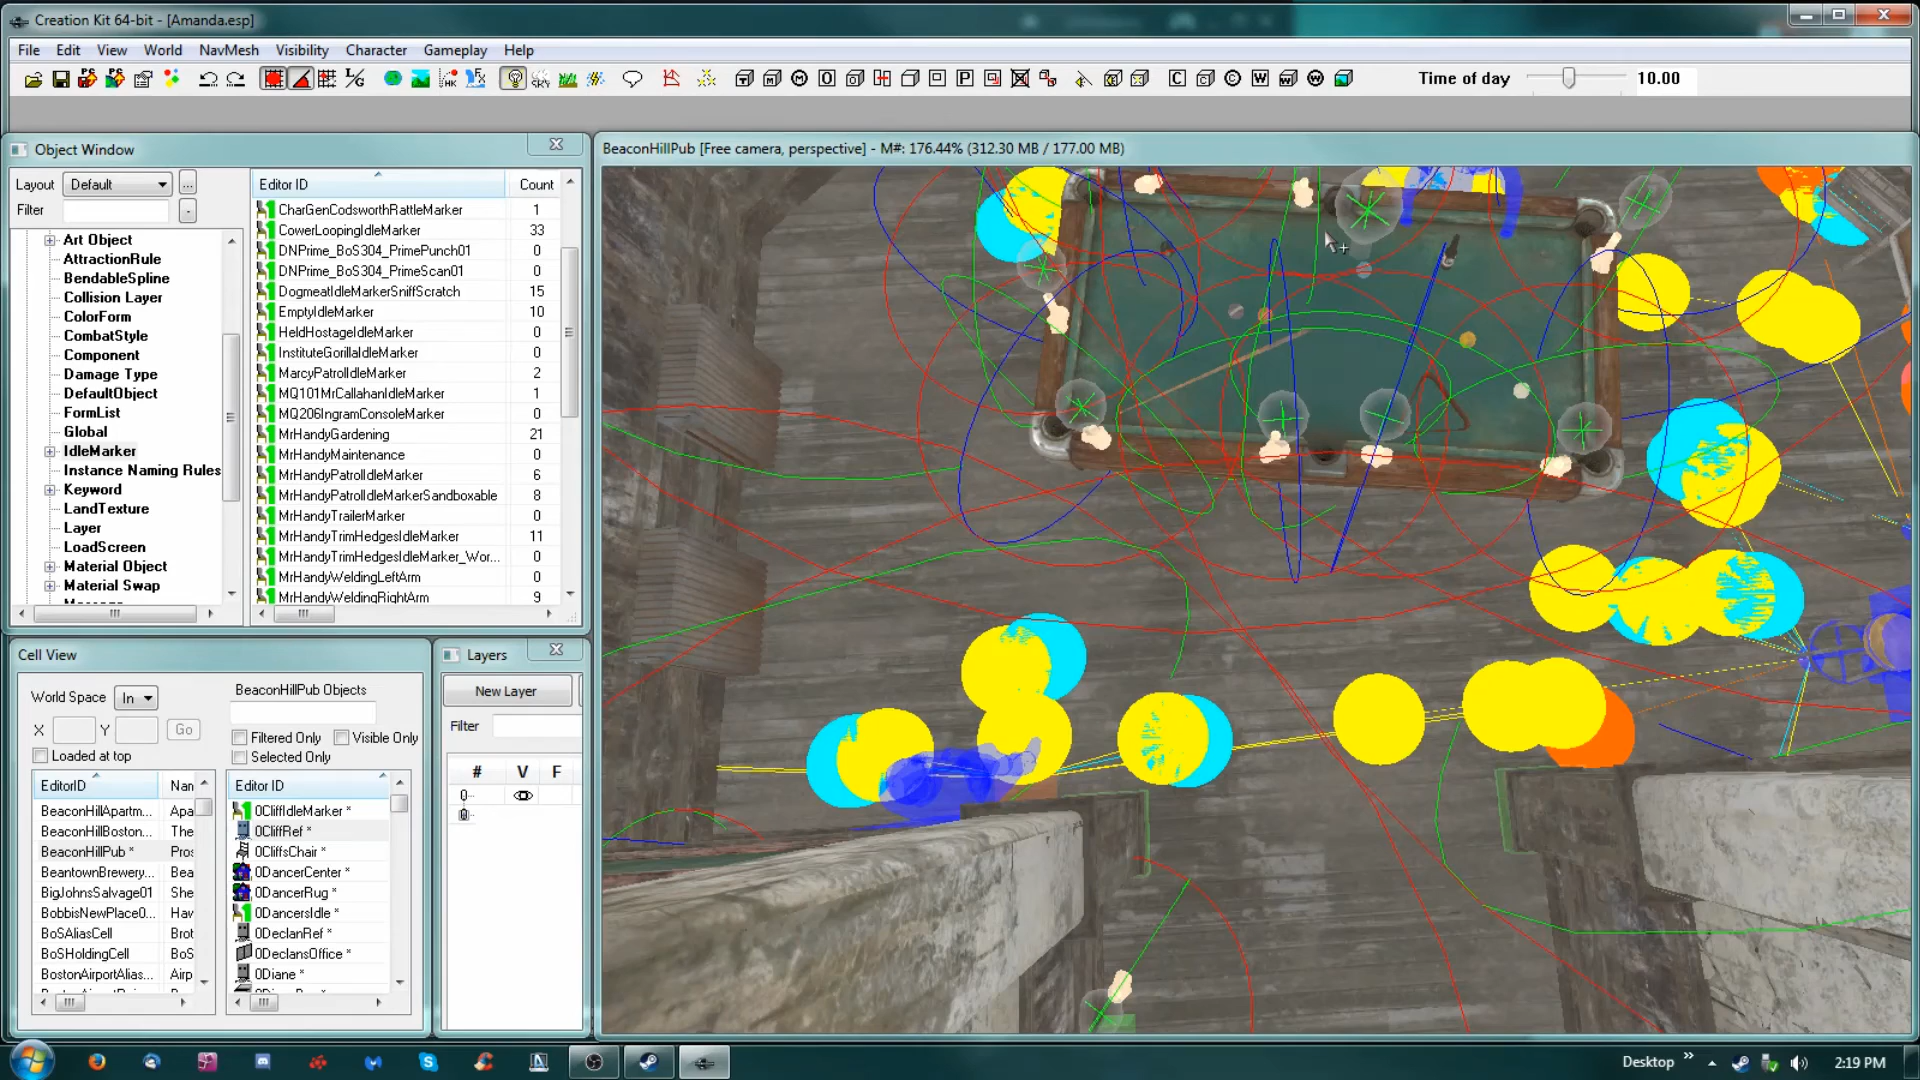 Creation Kit 64-bit - [Amanda.esp]
File Edit View World NavMesh Visibility Character Gameplay Help
Time of day 10.00
Object Window
Layout Default ...
Filter
Art Object
AttractionRule
BendableSpline
Collision Layer
ColorForm
CombatStyle
Component
Damage Type
DefaultObject
FormList
Global
IdleMarker
Instance Naming Rules
Keyword
LandTexture
Layer
LoadScreen
Material Object
Material Swap
Editor ID Count
CharGenCodsworthRattleMarker 1
CowerLoopingIdleMarker 33
DNPrime_BoS304_PrimePunch01 0
DNPrime_BoS304_PrimeScan01 0
DogmeatIdleMarkerSniffScratch 15
EmptyIdleMarker 10
HeldHostageIdleMarker 0
InstituteGorillaIdleMarker 0
MarcyPatrolIdleMarker 2
MQ101MrCallahanIdleMarker 1
MQ206IngramConsoleMarker 0
MrHandyGardening 21
MrHandyMaintenance 0
MrHandyPatrolIdleMarker 6
MrHandyPatrolIdleMarkerSandboxable 8
MrHandyTrailerMarker 0
MrHandyTrimHedgesIdleMarker 11
MrHandyTrimHedgesIdleMarker_Wor... 0
MrHandyWeldingLeftArm 0
MrHandyWeldingRightArm 9
BeaconHillPub [Free camera, perspective] - M#: 176.44% (312.30 MB / 177.00 MB)
Cell View
World Space In
X Y Go
Loaded at top
BeaconHillPub Objects
Filtered Only Visible Only
Selected Only
EditorID Nan
BeaconHillApartm... Apa
BeaconHillBoston... The
BeaconHillPub * Pros
BeantownBrewery... Bea
BigJohnsSalvage01 She
BobbisNewPlace0... Hav
BoSAliasCell Brot
BoSHoldingCell BoS
BostonAirportAlias... Airp
Editor ID
0CliffIdleMarker *
0CliffRef *
0CliffsChair *
0DancerCenter *
0DancerRug *
0DancersIdle *
0DeclanRef *
0DeclansOffice *
0Diane *
Layers
New Layer
Filter
# V F
Desktop
2:19 PM